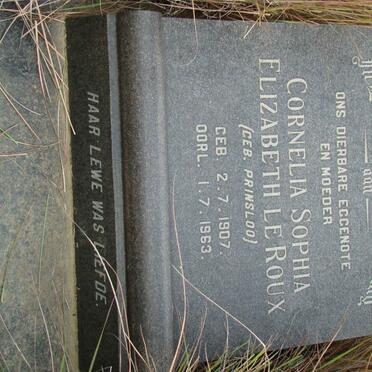 ONS DIERBARE EGGENOTE
EN MOEDER
CORNELIA SOPHIA
ELIZABETH LE ROUX
(GEB. PRINSLOO)
GEB. 2.7.1907.
OORL. 1.7.1963.
HAAR LEWE WAS LIEFDE.